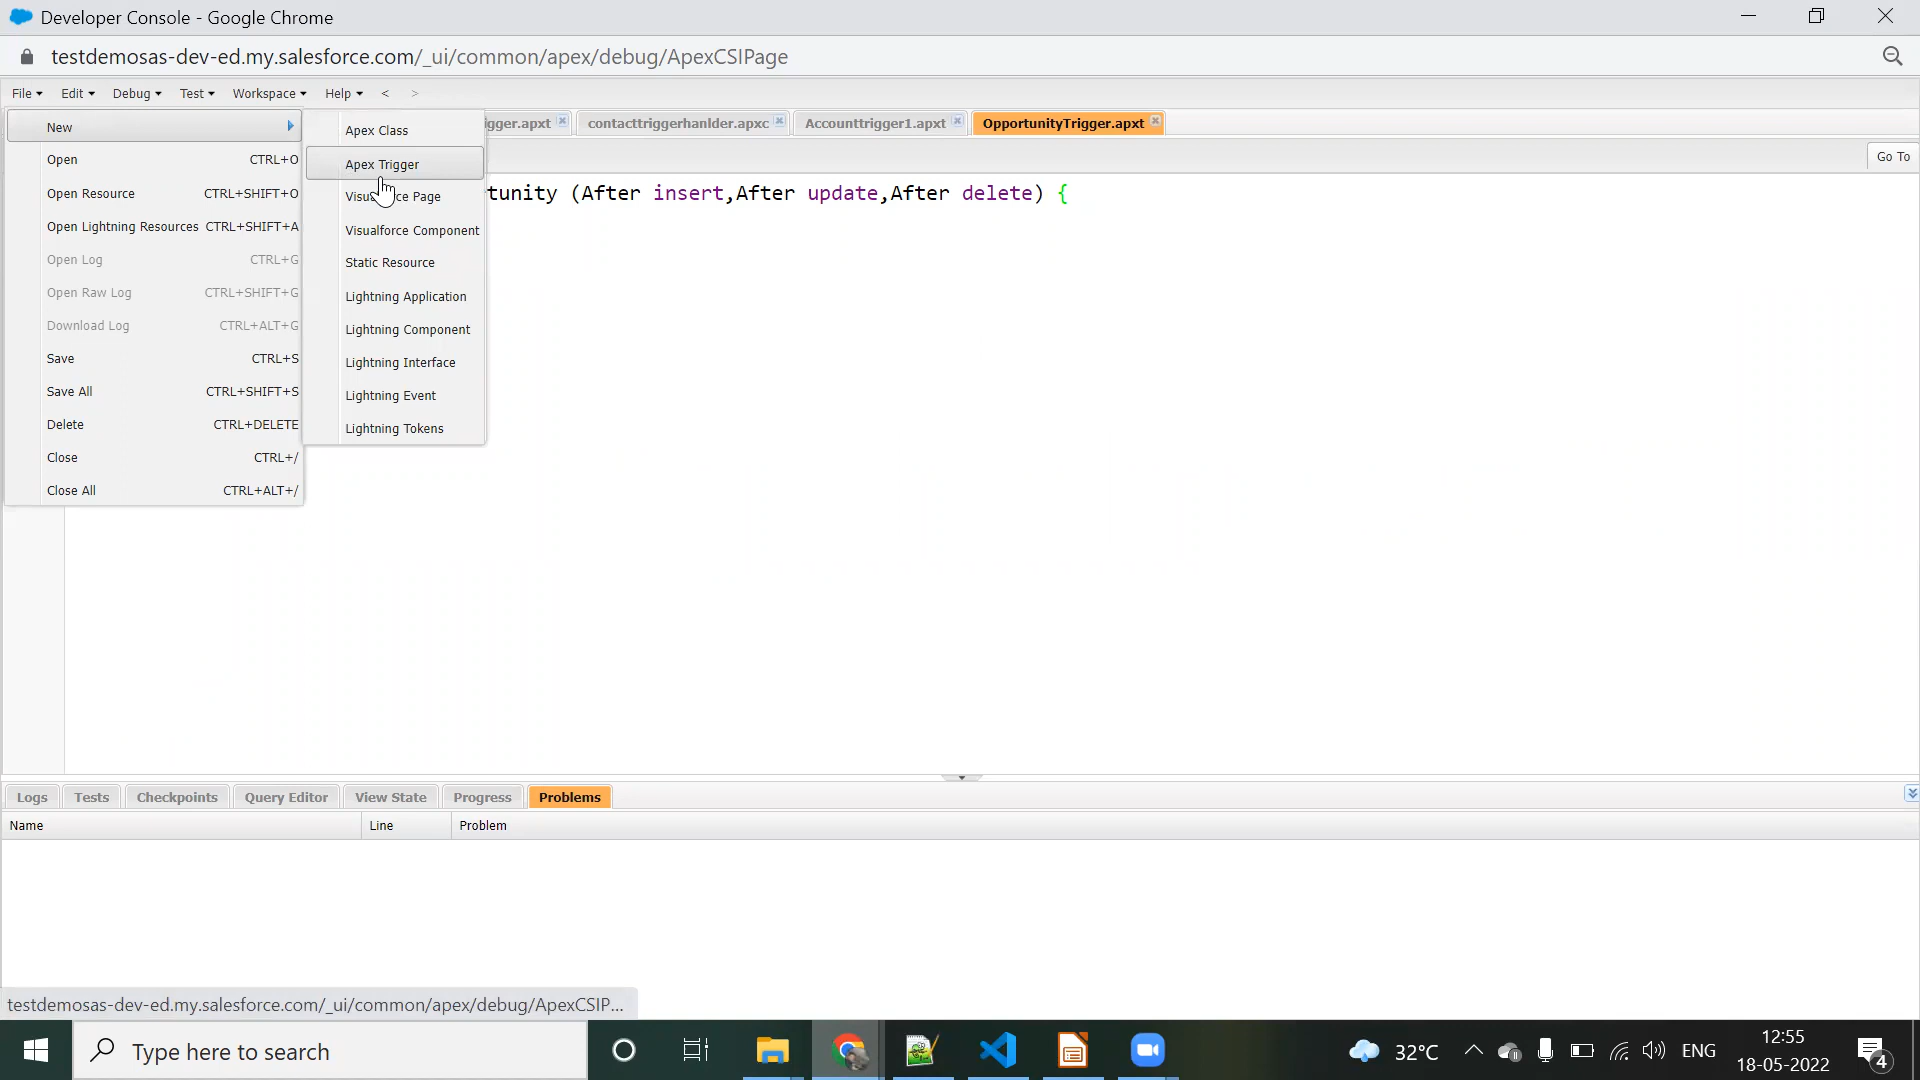 Developer Console - Google Chrome
testdemosas-dev-ed.my.salesforce.com/_ui/common/apex/debug/ApexCSIPage
File Edit Debug Test Workspace Help < >
gger.apxt contacttriggerhanlder.apxc Accounttrigger1.apxt OpportunityTrigger.apxt
Go To
tunity (After insert,After update,After delete) {
New
Open CTRL+O
Open Resource CTRL+SHIFT+O
Open Lightning Resources CTRL+SHIFT+A
Open Log CTRL+G
Open Raw Log CTRL+SHIFT+G
Download Log CTRL+ALT+G
Save CTRL+S
Save All CTRL+SHIFT+S
Delete CTRL+DELETE
Close CTRL+/
Close All CTRL+ALT+/
Apex Class
Apex Trigger
Visualforce Page
Visualforce Component
Static Resource
Lightning Application
Lightning Component
Lightning Interface
Lightning Event
Lightning Tokens
Logs Tests Checkpoints Query Editor View State Progress Problems
Name Line Problem
testdemosas-dev-ed.my.salesforce.com/_ui/common/apex/debug/ApexCSIP...
Type here to search
32°C
ENG
12:55
18-05-2022
4